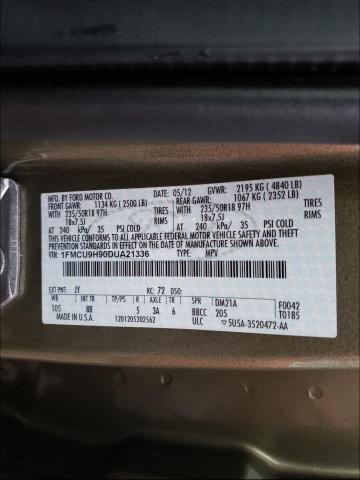 MFD. BY FORD MOTOR CO. DATE: 05/12 GVWR: 2195 KG ( 4840 LB)
FRONT GAWR: 1134 KG ( 2500 LB) REAR GAWR: 1067 KG ( 2352 LB)
WITH 235/50R18 97H TIRES WITH 235/50R18 97H TIRES
18x7.5J RIMS 18x7.5J RIMS
AT 240 kPa/ 35 PSI COLD AT 240 kPa/ 35 PSI COLD
THIS VEHICLE CONFORMS TO ALL APPLICABLE FEDERAL MOTOR VEHICLE SAFETY, BUMPER, AND THEFT
PREVENTION STANDARDS IN EFFECT ON THE DATE OF MANUFACTURE SHOWN ABOVE.
VIN: 1FMCU9H90DUA21336 TYPE: MPV
EXT PNT: JY RC: 72 DSO:
WB INT TR TP/PS R AXLE TR SPR DM21A F0042
105 8B 5 3A 6 BBCC 205 T0185
MADE IN U.S.A. 1201205302562 ULC 5U5A-3520472-AA